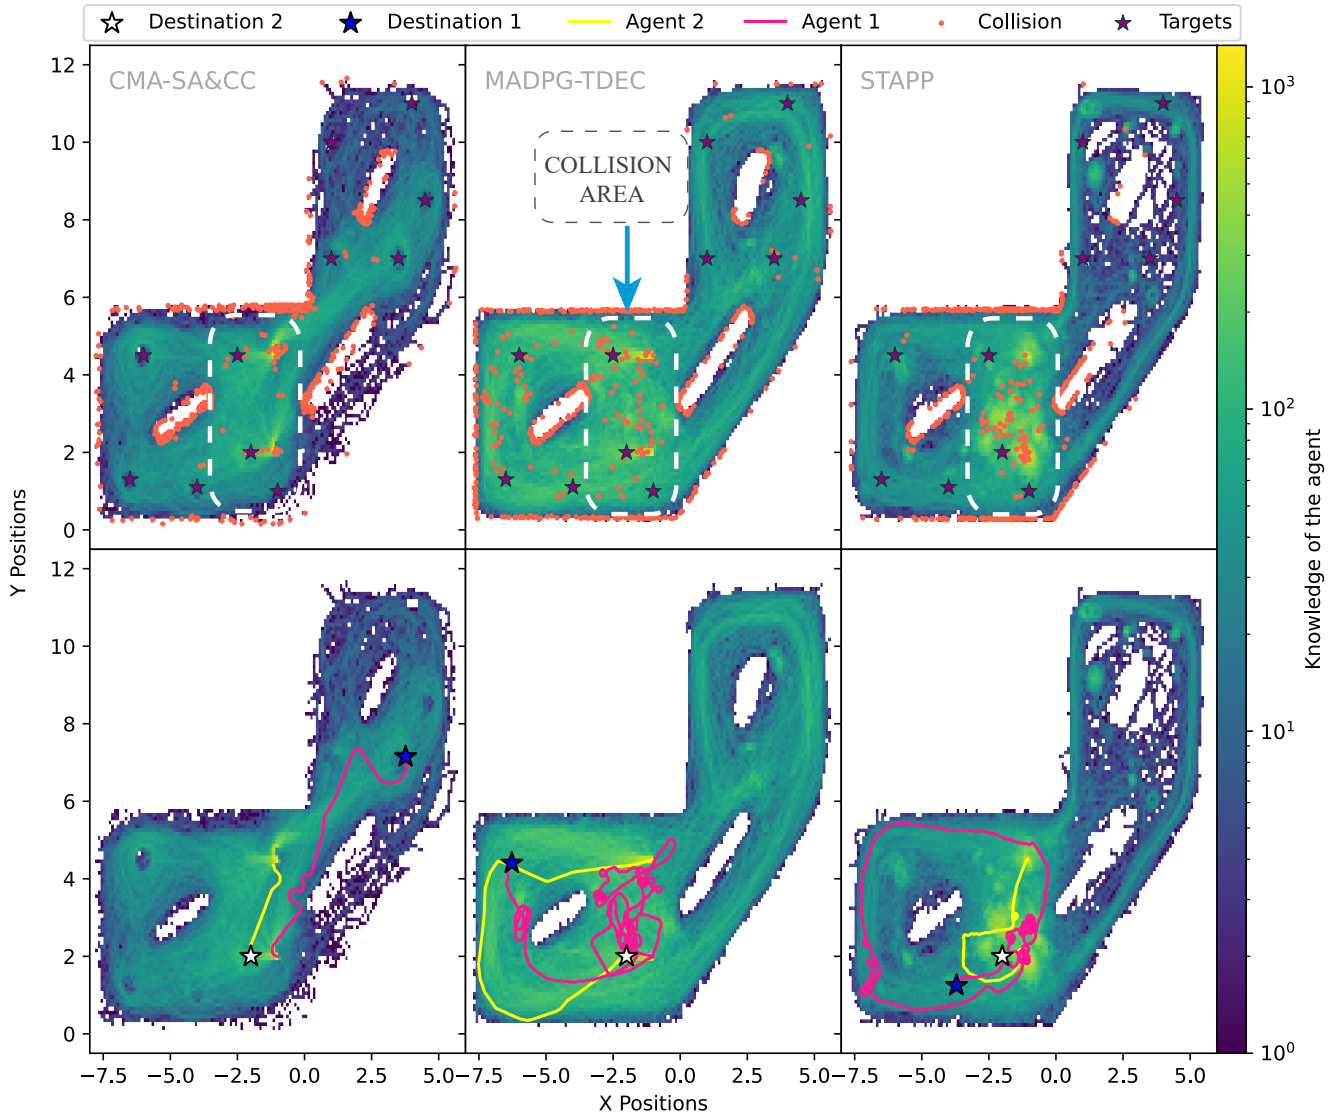 Destination 2 Destination 1 Agent 2 Agent 1 Collision Targets
CMA-SA&CC MADPG-TDEC STAPP
COLLISION
AREA
12
10
8
6
4
2
0
12
10
8
6
4
2
0
Y Positions
−7.5 −5.0 −2.5 0.0 2.5 5.0 −7.5 −5.0 −2.5 0.0 2.5 5.0 −7.5 −5.0 −2.5 0.0 2.5 5.0
X Positions
10³
10²
10¹
10⁰
Knowledge of the agent